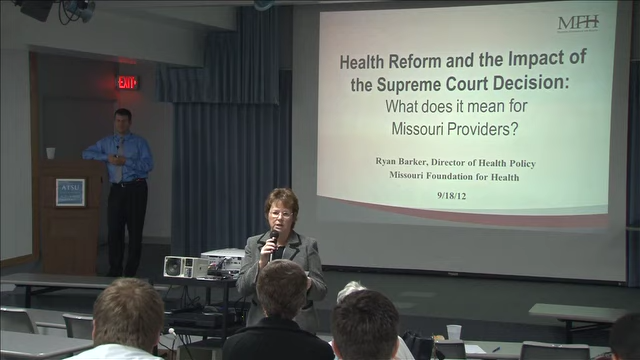 EXIT
ATSU
MFH
Health Reform and the Impact of
the Supreme Court Decision:
What does it mean for
Missouri Providers?
Ryan Barker, Director of Health Policy
Missouri Foundation for Health
9/18/12